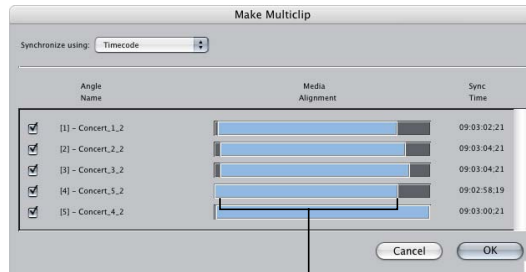 Make Multiclip
Synchronize using: Timecode
Angle Name Media Alignment Sync Time
[1] - Concert_1_2 09:03:02;21
[2] - Concert_2_2 09:03:04;21
[3] - Concert_3_2 09:03:04;21
[4] - Concert_5_2 09:02:58;19
[5] - Concert_4_2 09:03:00;21
Cancel OK